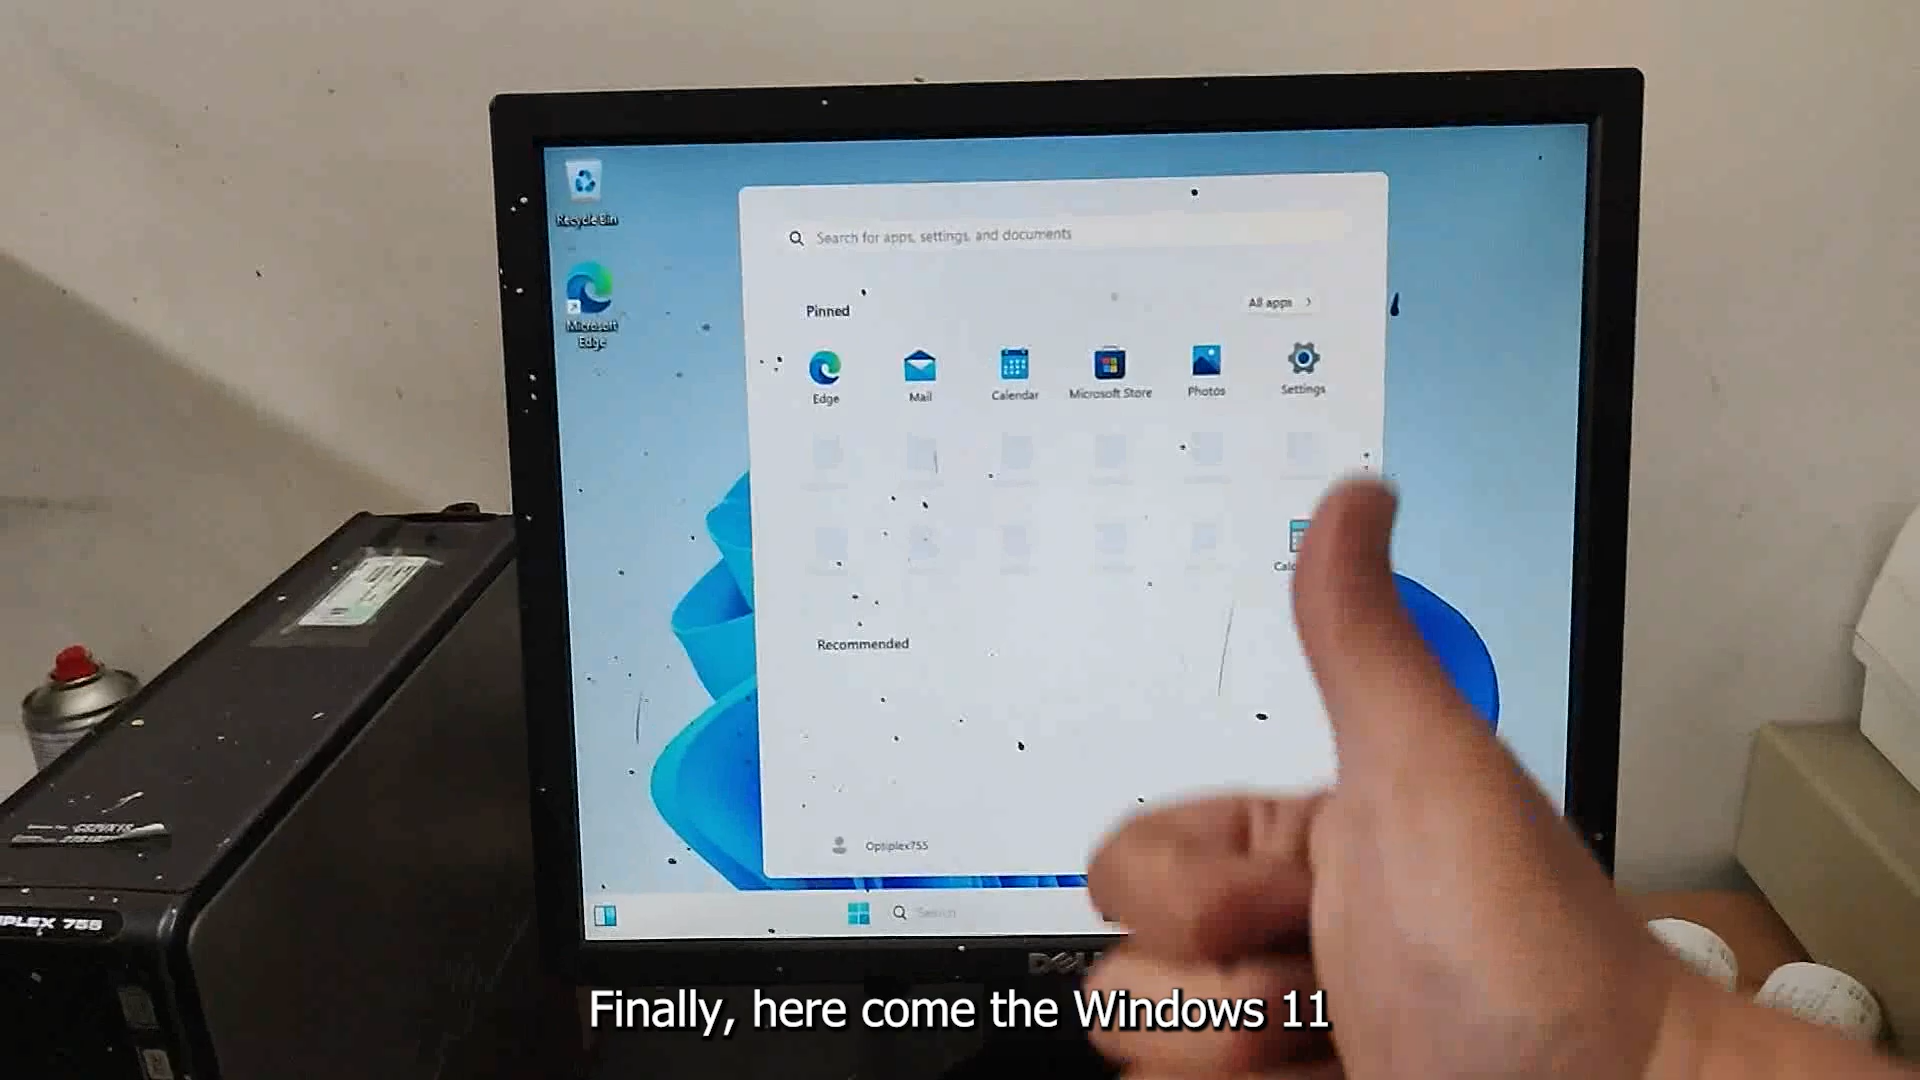 Recycle Bin
Microsoft
Edge
Search for apps, settings, and documents
Pinned
All apps
Edge
Mail
Calendar
Microsoft Store
Photos
Settings
Recommended
Optiplex755
Search
PLEX 755
Finally, here come the Windows 11